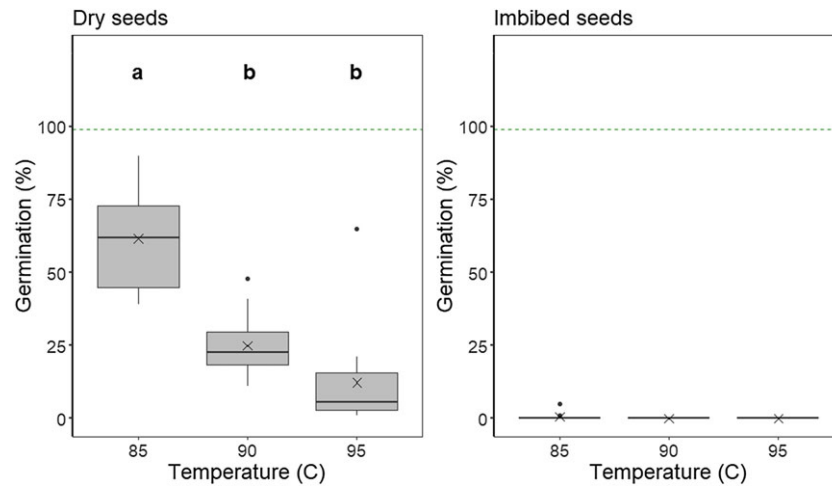 Dry seeds
a b b
100
75
50
25
0
Germination (%)
85 90 95
Temperature (C)
Imbibed seeds
100
75
50
25
0
Germination (%)
85 90 95
Temperature (C)